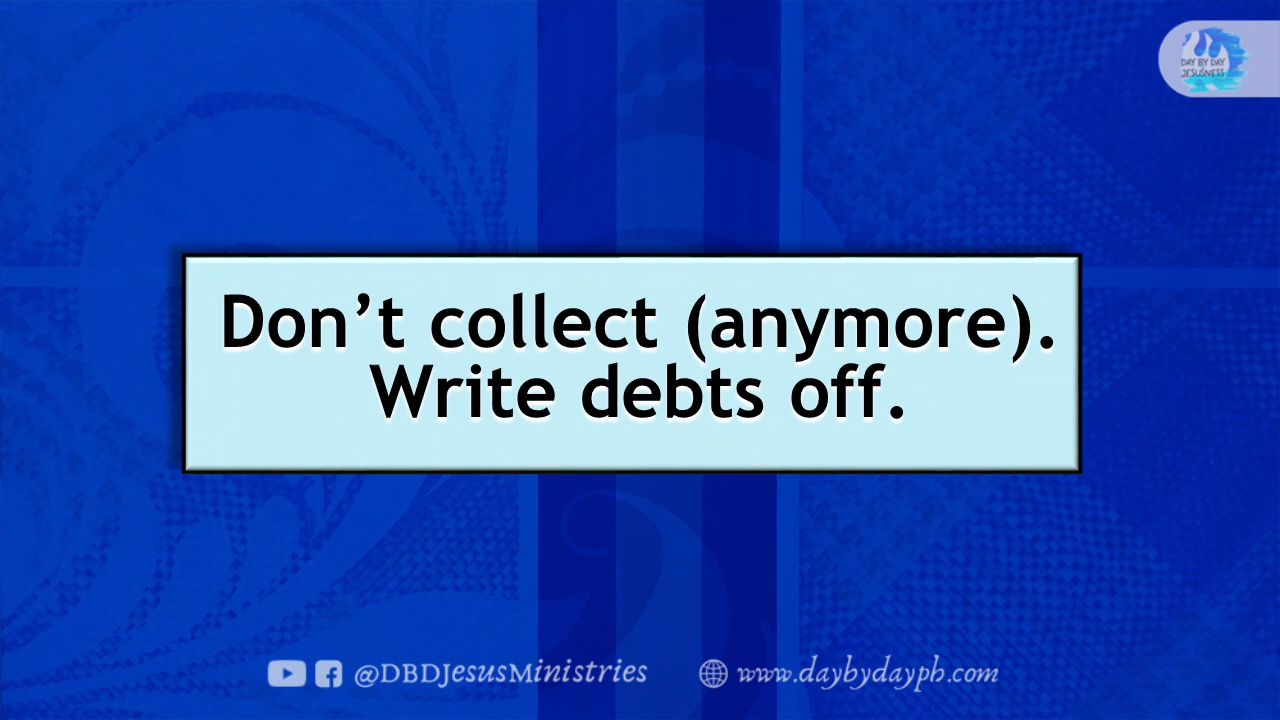 DAY BY DAY
JESUSNESS
Don’t collect (anymore).
Write debts off.
@DBDJesusMinistries
www.daybydayph.com